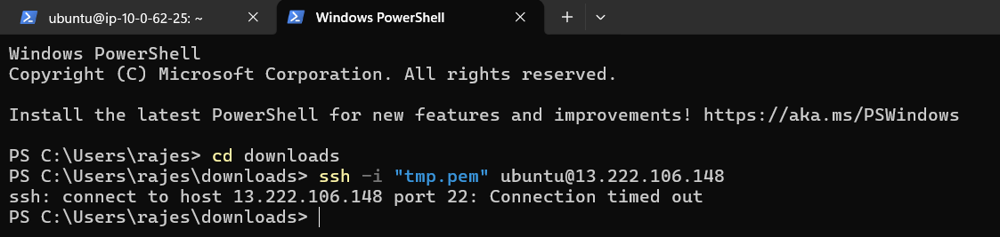 ubuntu@ip-10-0-62-25: ~
Windows PowerShell
Windows PowerShell
Copyright (C) Microsoft Corporation. All rights reserved.
Install the latest PowerShell for new features and improvements! https://aka.ms/PSWindows
PS C:\Users\rajes> cd downloads
PS C:\Users\rajes\downloads> ssh -i "tmp.pem" ubuntu@13.222.106.148
ssh: connect to host 13.222.106.148 port 22: Connection timed out
PS C:\Users\rajes\downloads>